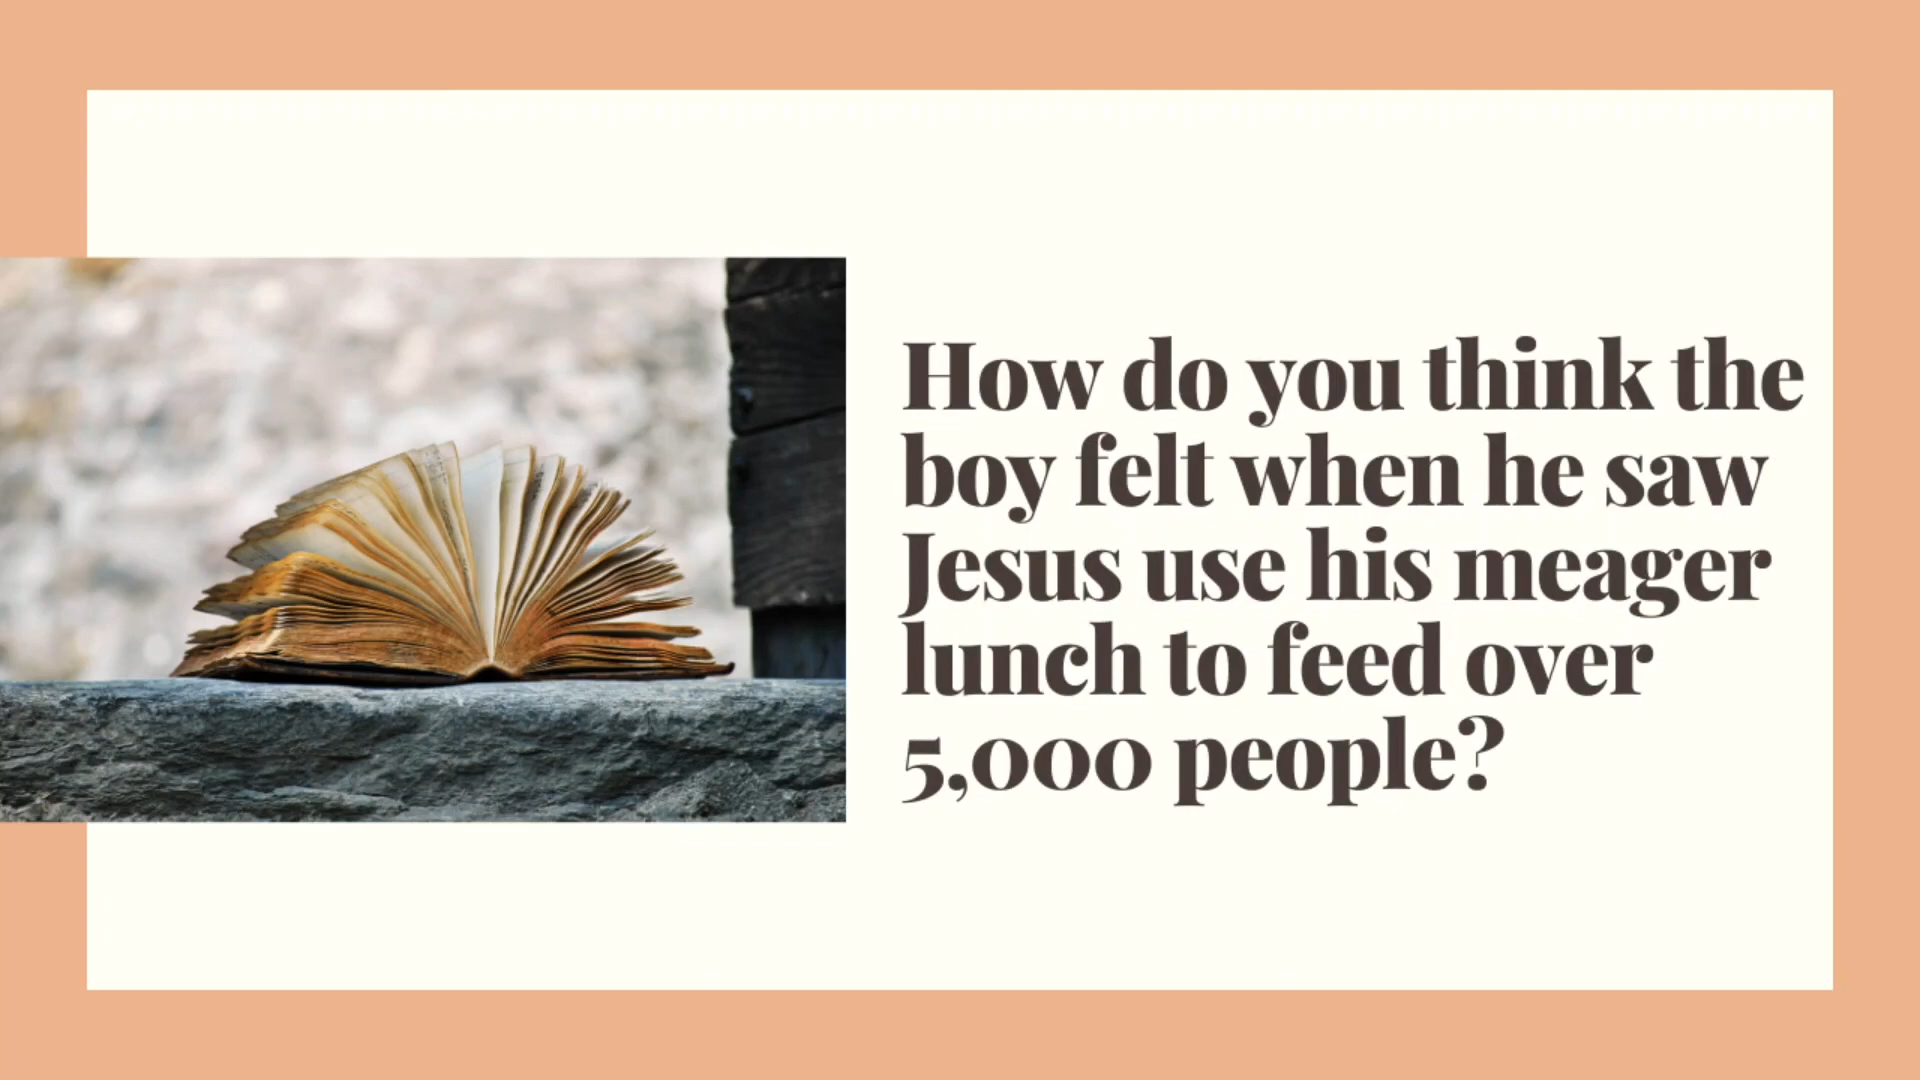 How do you think the
boy felt when he saw
Jesus use his meager
lunch to feed over
5,000 people?